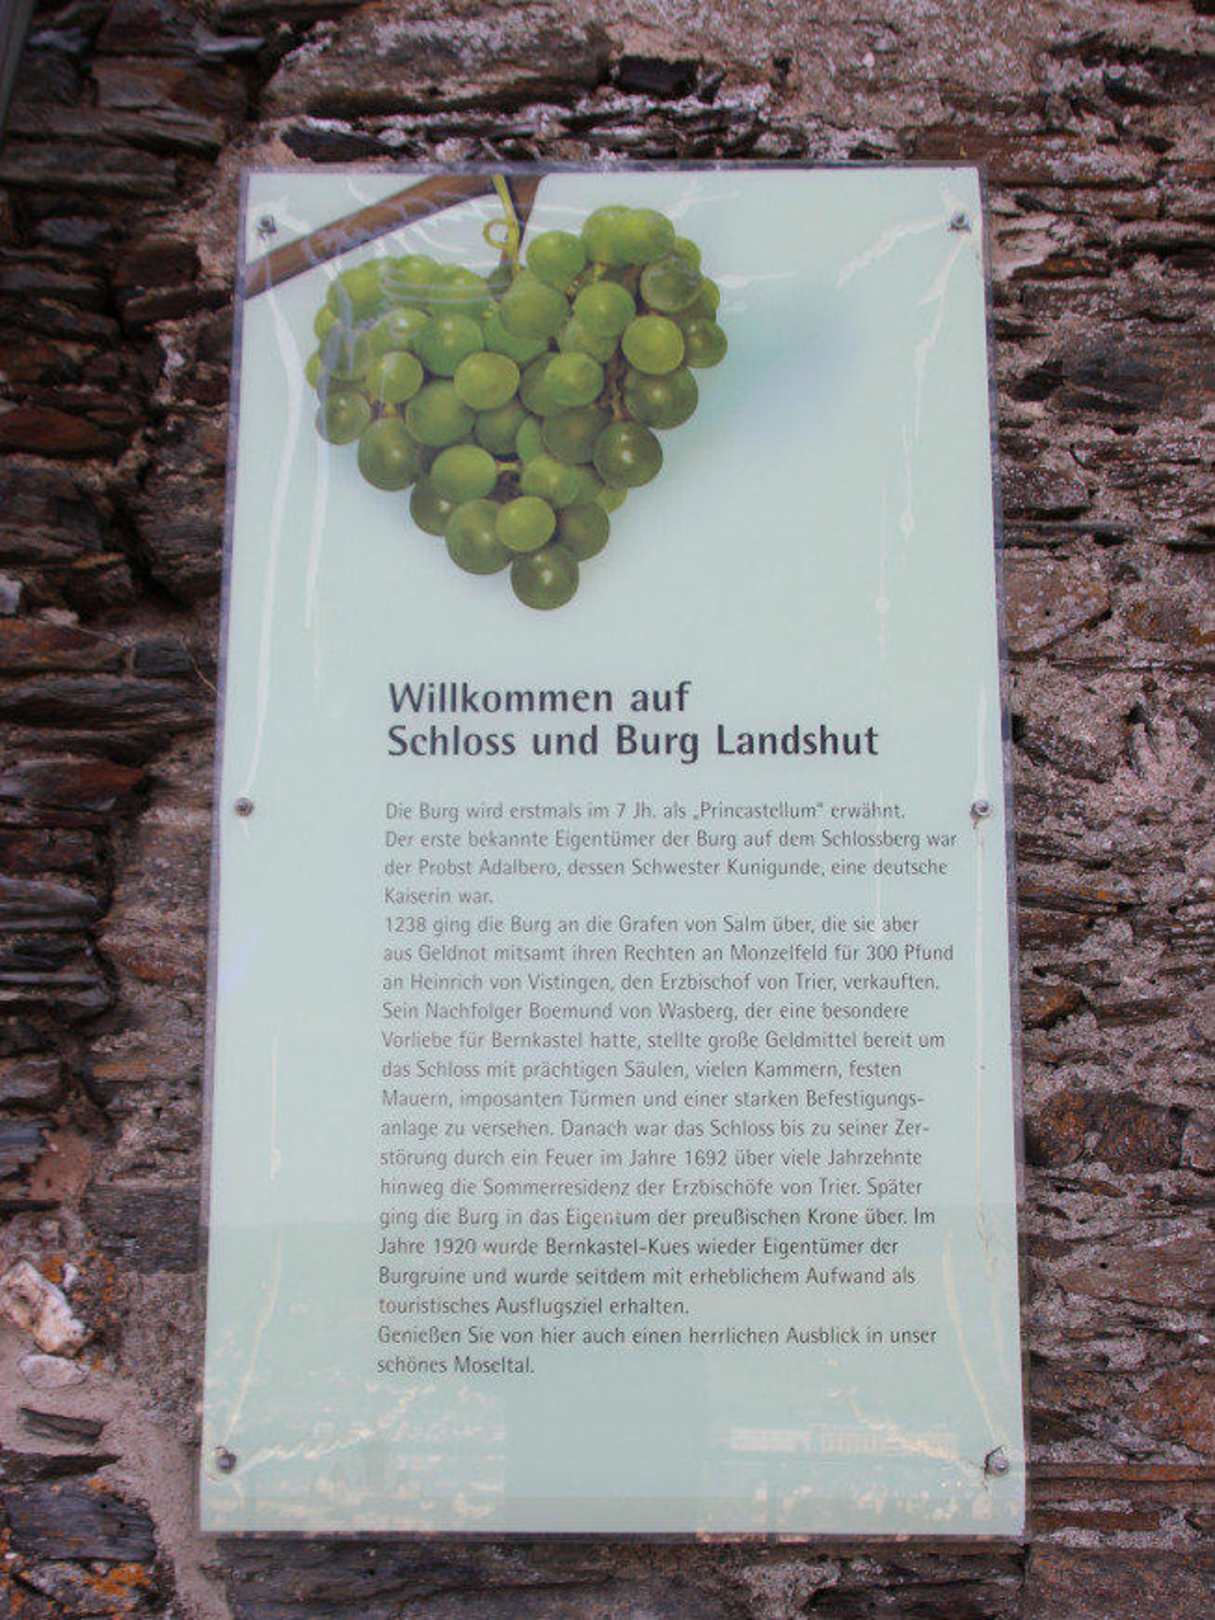 Willkommen auf
Schloss und Burg Landshut
Die Burg wird erstmals im 7 Jh. als „Princastellum“ erwähnt.
Der erste bekannte Eigentümer der Burg auf dem Schlossberg war
der Probst Adalbero, dessen Schwester Kunigunde, eine deutsche
Kaiserin war.
1238 ging die Burg an die Grafen von Salm über, die sie aber
aus Geldnot mitsamt ihren Rechten an Monzelfeld für 300 Pfund
an Heinrich von Vistingen, den Erzbischof von Trier, verkauften.
Sein Nachfolger Boemund von Wasberg, der eine besondere
Vorliebe für Bernkastel hatte, stellte große Geldmittel bereit um
das Schloss mit prächtigen Säulen, vielen Kammern, festen
Mauern, imposanten Türmen und einer starken Befestigungs-
anlage zu versehen. Danach war das Schloss bis zu seiner Zer-
störung durch ein Feuer im Jahre 1692 über viele Jahrzehnte
hinweg die Sommerresidenz der Erzbischöfe von Trier. Später
ging die Burg in das Eigentum der preußischen Krone über. Im
Jahre 1920 wurde Bernkastel-Kues wieder Eigentümer der
Burgruine und wurde seitdem mit erheblichem Aufwand als
touristisches Ausflugsziel erhalten.
Genießen Sie von hier auch einen herrlichen Ausblick in unser
schönes Moseltal.